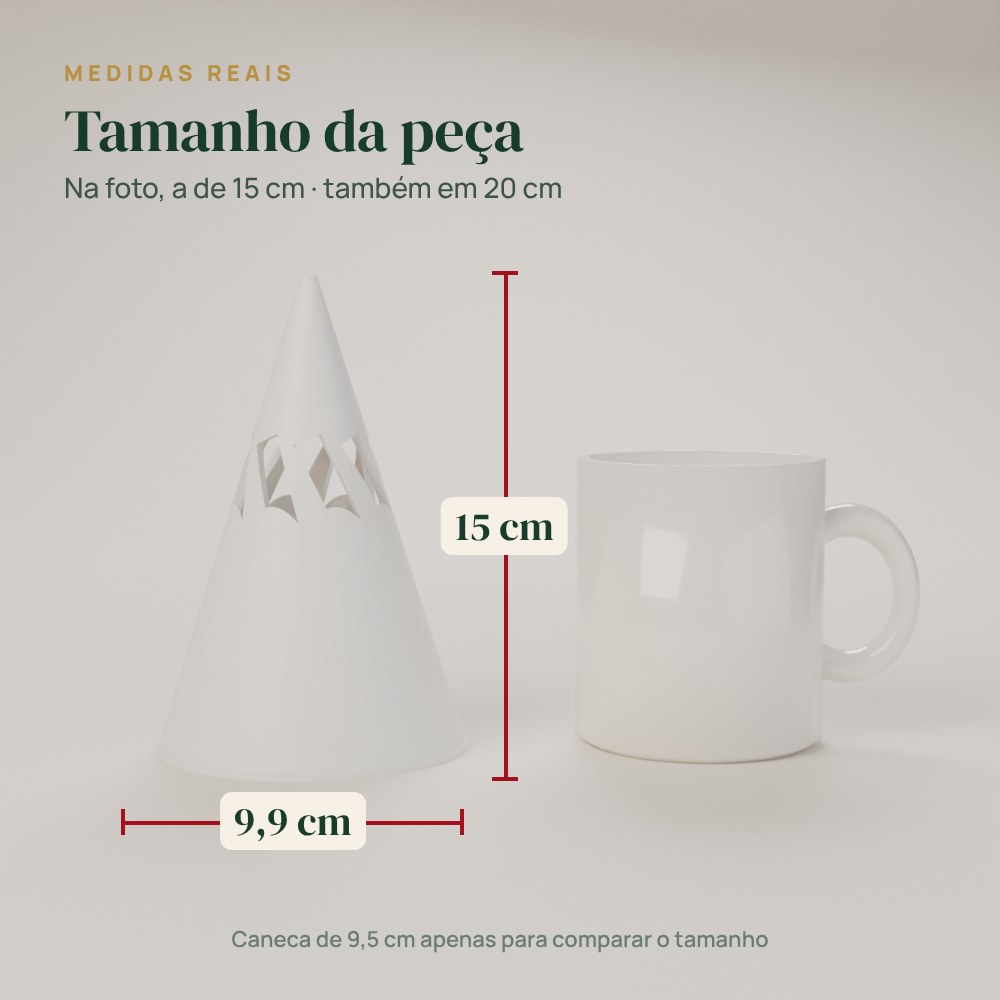 MEDIDAS REAIS
Tamanho da peça
Na foto, a de 15 cm · também em 20 cm
15 cm
9,9 cm
Caneca de 9,5 cm apenas para comparar o tamanho